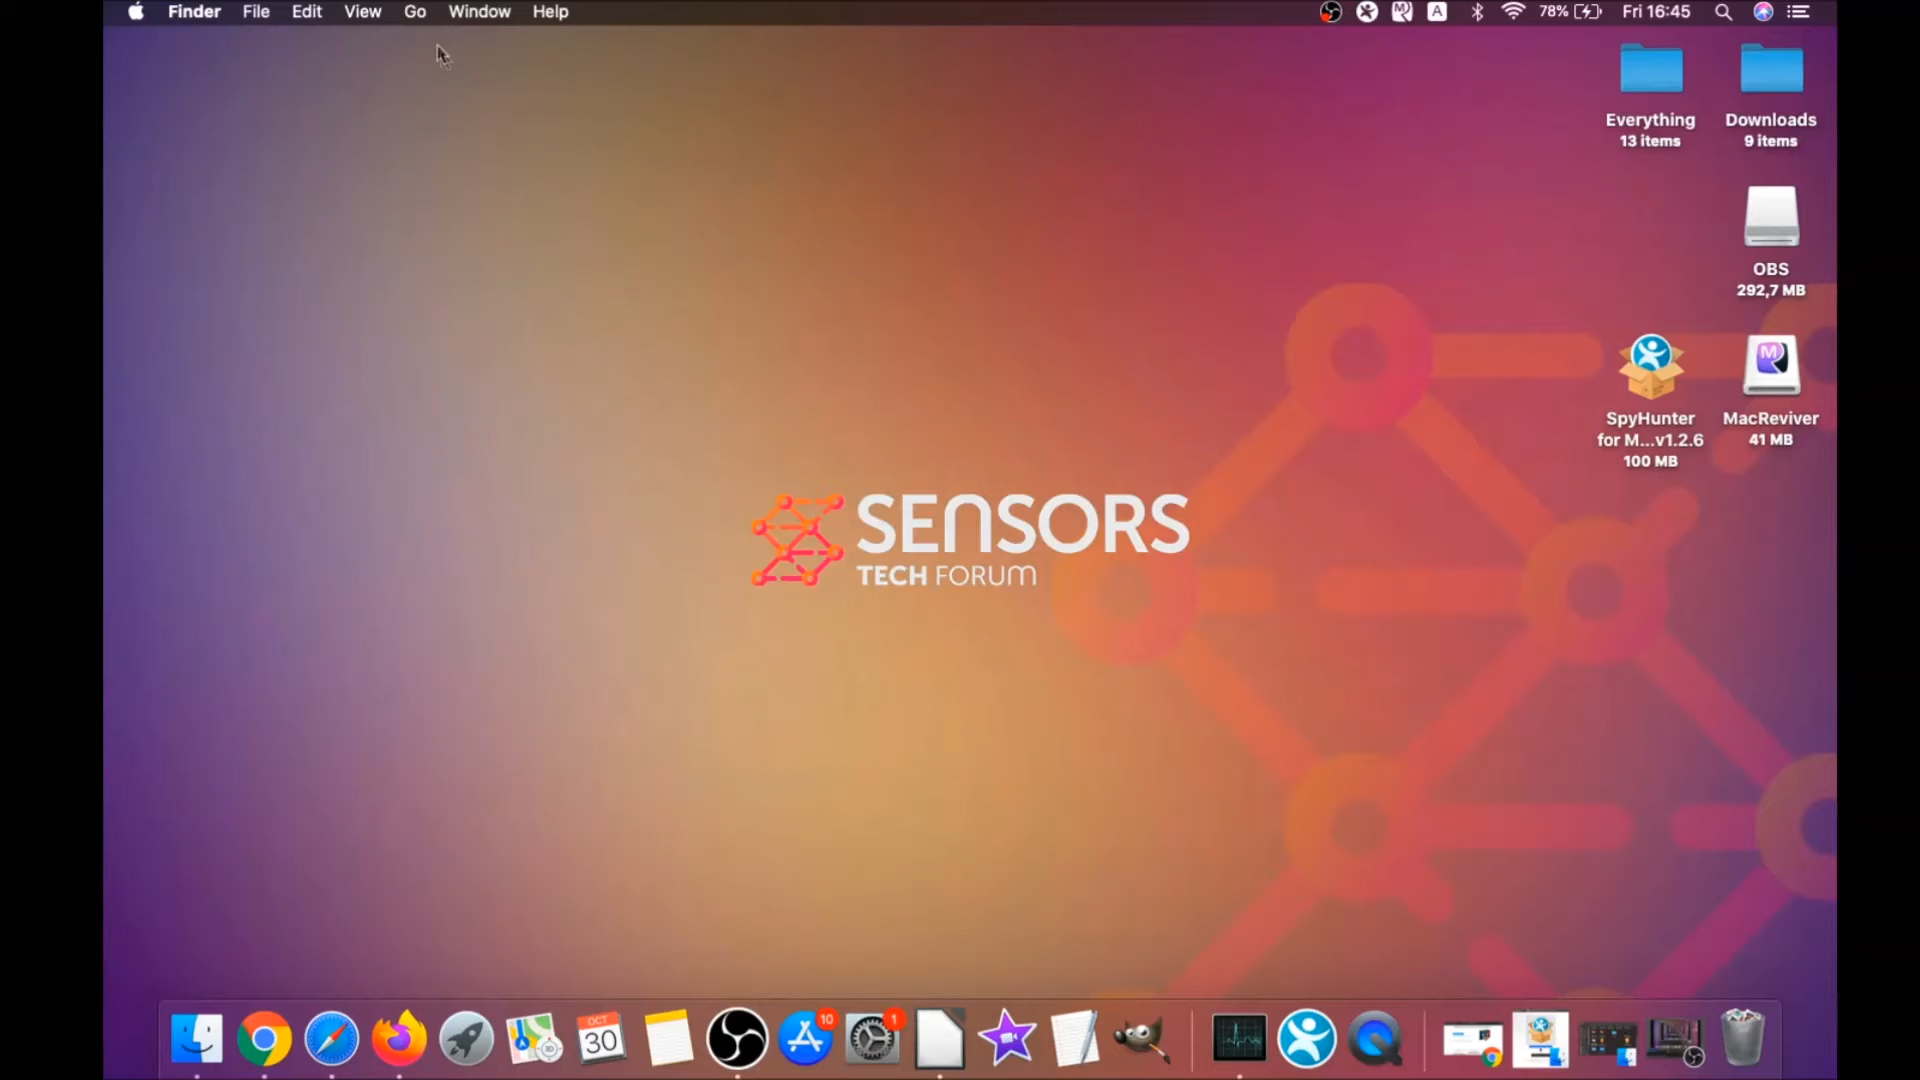 Finder File Edit View Go Window Help
A 78% Fri 16:45
Everything
13 items
Downloads
9 items
OBS
292,7 MB
SpyHunter
for M...v1.2.6
100 MB
MacReviver
41 MB
M
SENSORS
TECH FORUM
OCT
30
10
1